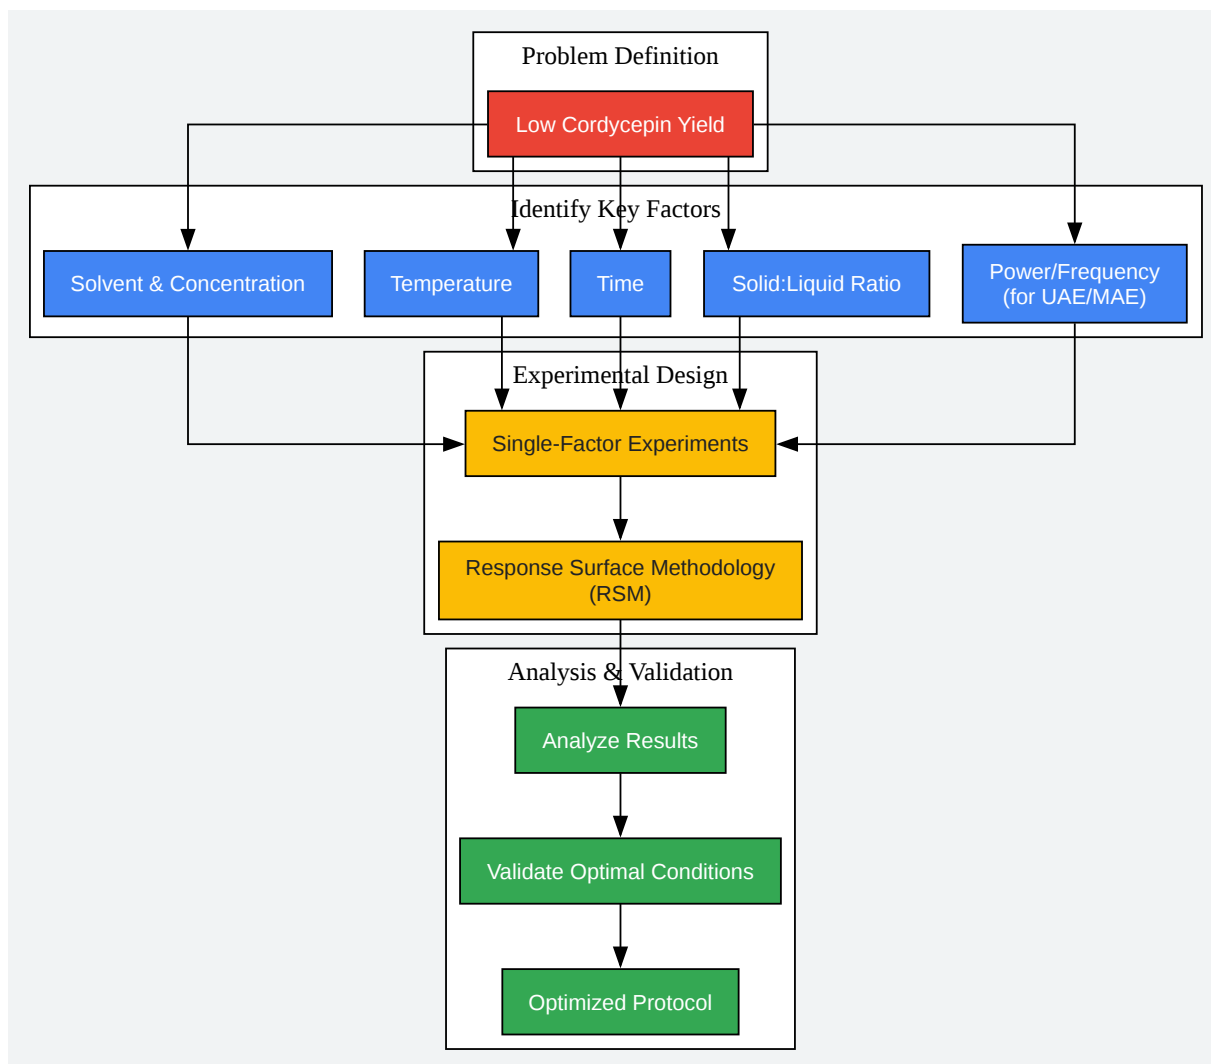 Problem Definition
Low Cordycepin Yield
Identify Key Factors
Solvent & Concentration
Temperature
Time
Solid:Liquid Ratio
Power/Frequency
(for UAE/MAE)
Experimental Design
Single-Factor Experiments
Response Surface Methodology
(RSM)
Analysis & Validation
Analyze Results
Validate Optimal Conditions
Optimized Protocol